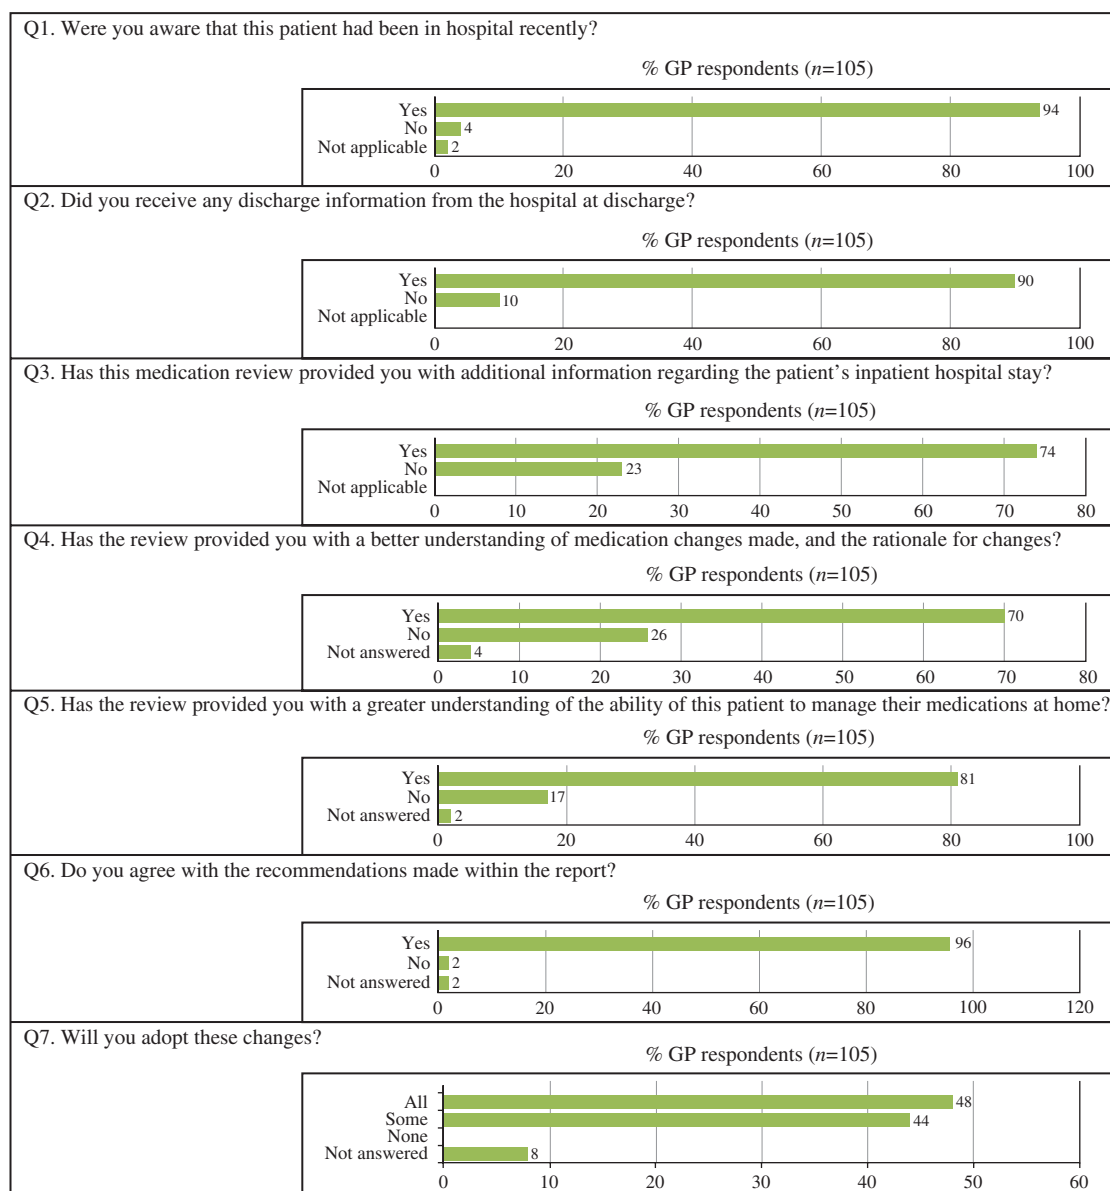 Q1. Were you aware that this patient had been in hospital recently?
% GP respondents (n=105)
Yes 94
No 4
Not applicable 2
0 20 40 60 80 100
Q2. Did you receive any discharge information from the hospital at discharge?
% GP respondents (n=105)
Yes 90
No 10
Not applicable
0 20 40 60 80 100
Q3. Has this medication review provided you with additional information regarding the patient’s inpatient hospital stay?
% GP respondents (n=105)
Yes 74
No 23
Not applicable
0 10 20 30 40 50 60 70 80
Q4. Has the review provided you with a better understanding of medication changes made, and the rationale for changes?
% GP respondents (n=105)
Yes 70
No 26
Not answered 4
0 10 20 30 40 50 60 70 80
Q5. Has the review provided you with a greater understanding of the ability of this patient to manage their medications at home?
% GP respondents (n=105)
Yes 81
No 17
Not answered 2
0 20 40 60 80 100
Q6. Do you agree with the recommendations made within the report?
% GP respondents (n=105)
Yes 96
No 2
Not answered 2
0 20 40 60 80 100 120
Q7. Will you adopt these changes?
% GP respondents (n=105)
All 48
Some 44
None
Not answered 8
0 10 20 30 40 50 60